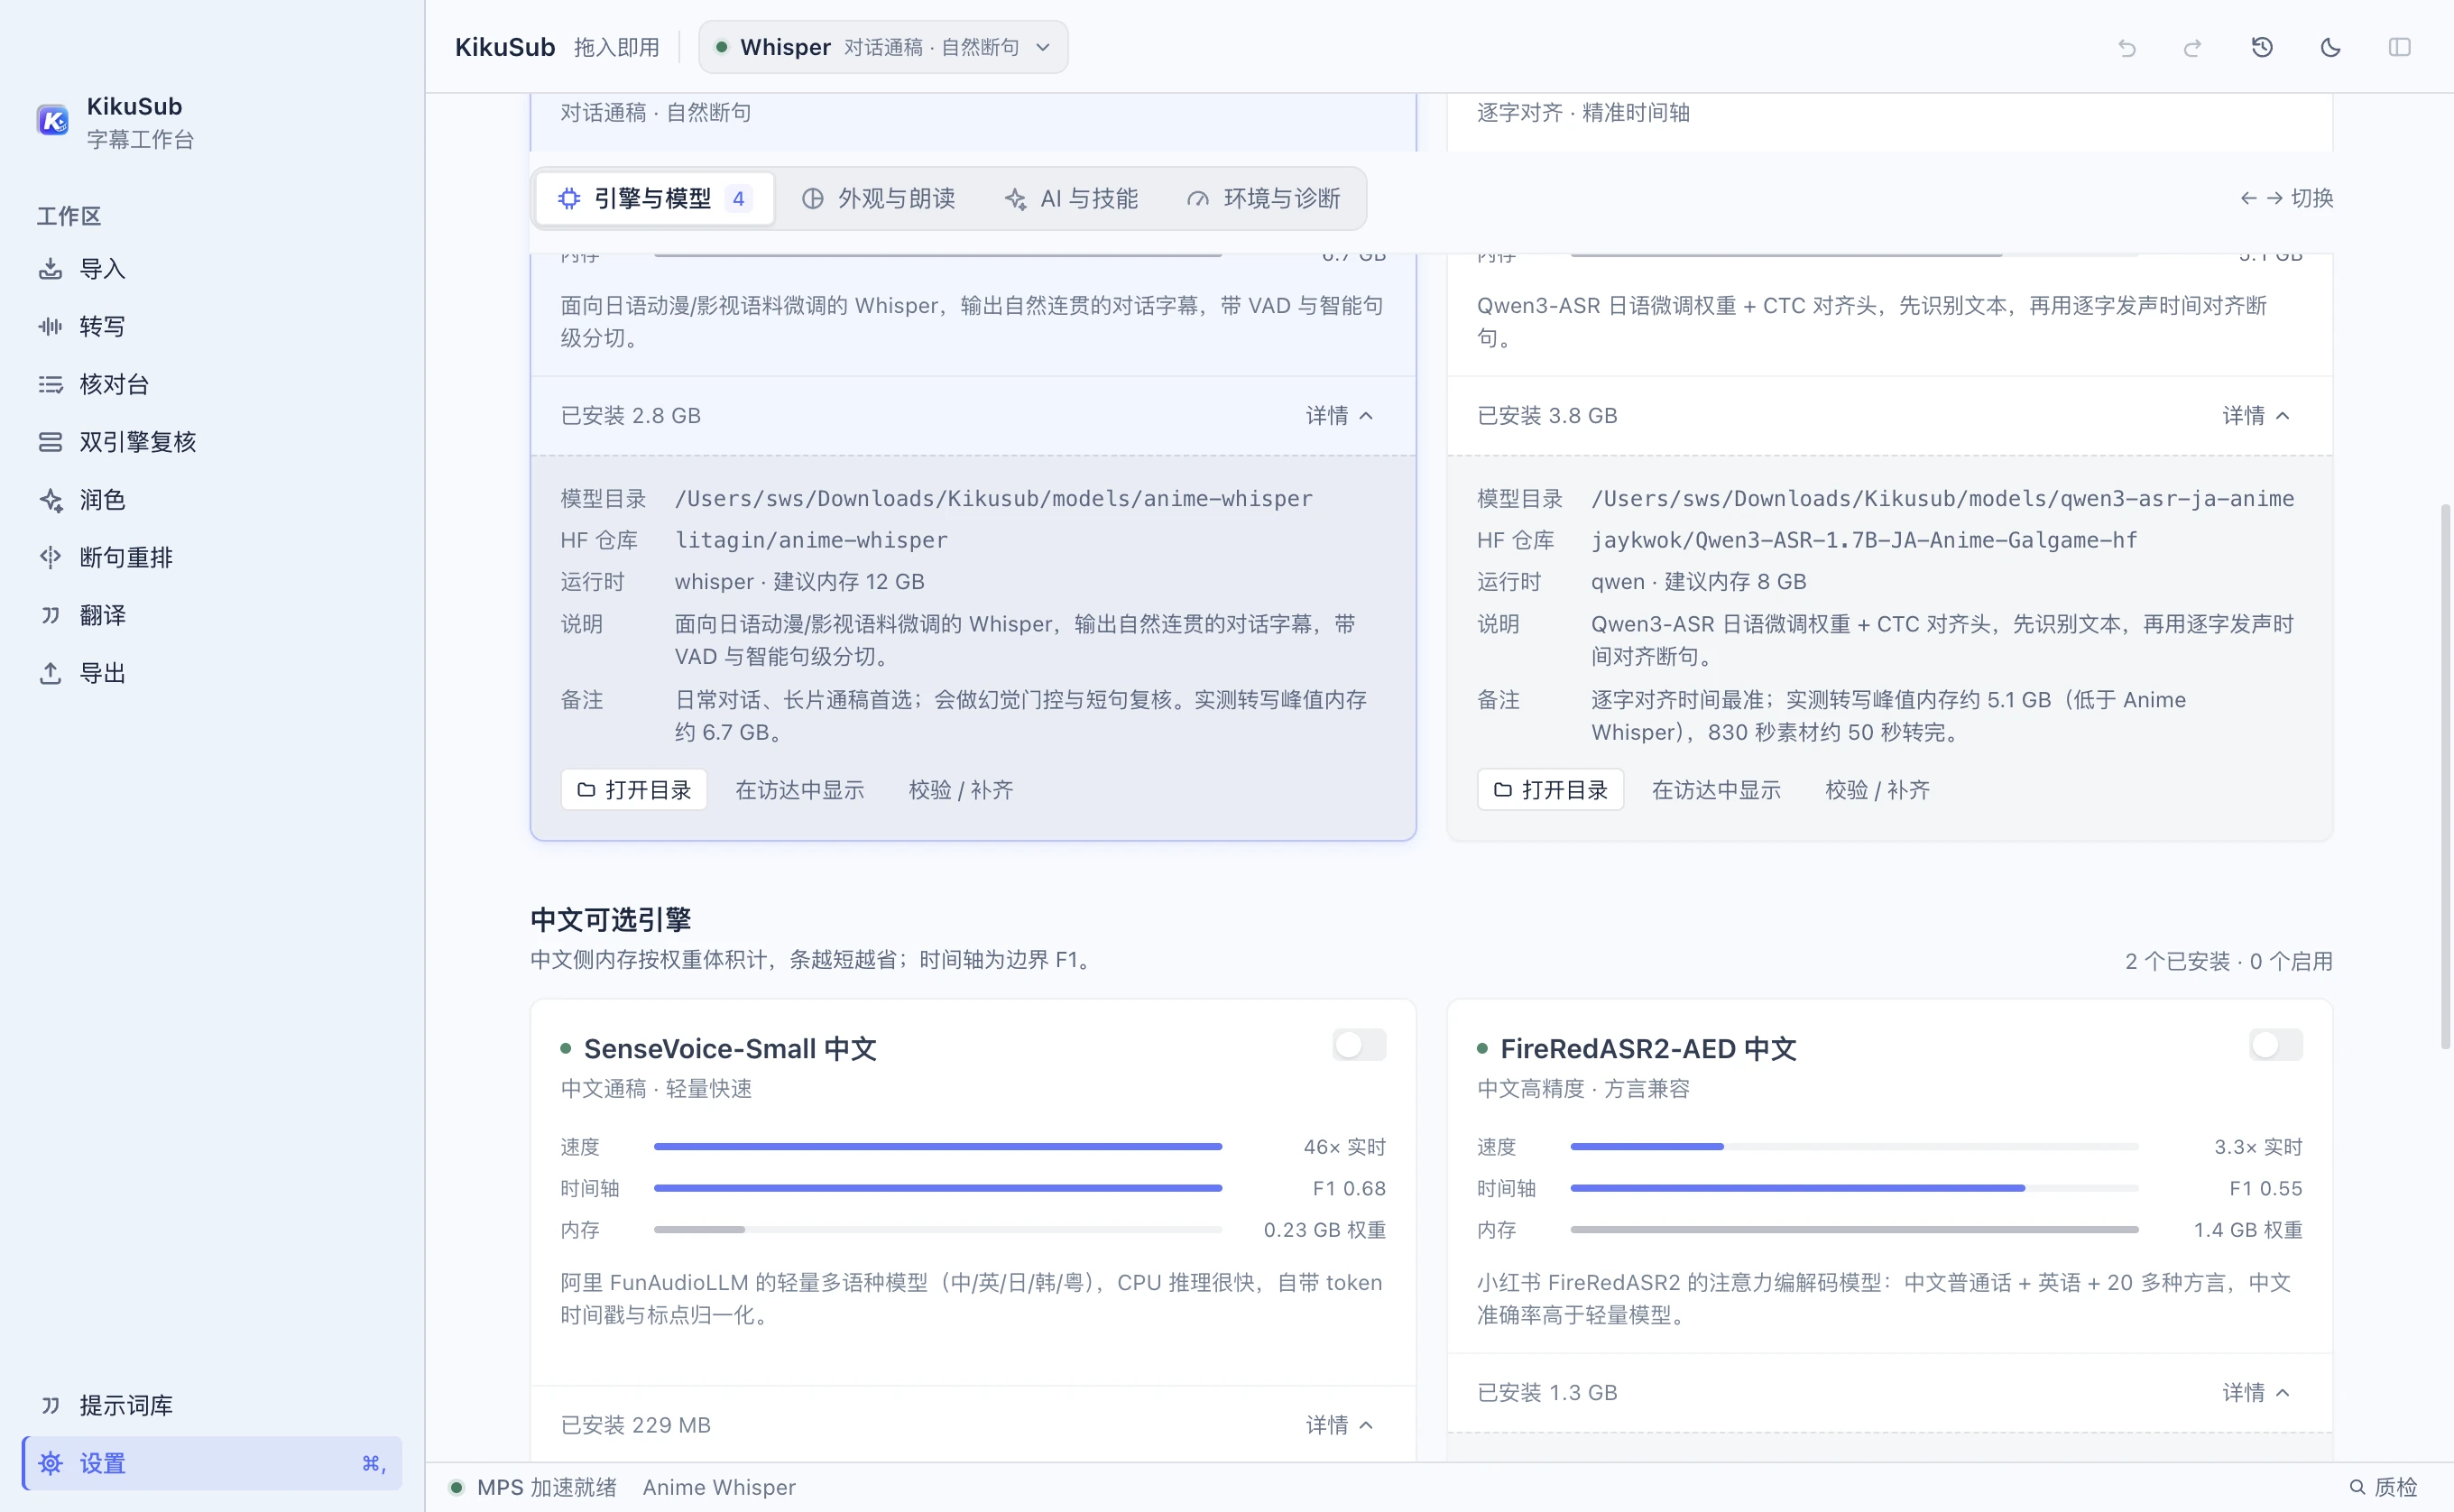 KikuSub
字幕工作台
工作区
导入
转写
核对台
双引擎复核
润色
断句重排
翻译
导出
提示词库
设置 ⌘,
KikuSub 拖入即用 Whisper 对话通稿 · 自然断句
对话通稿 · 自然断句
逐字对齐 · 精准时间轴
引擎与模型 4 外观与朗读 AI 与技能 环境与诊断 ← → 切换
内存 6.7 GB
面向日语动漫/影视语料微调的 Whisper，输出自然连贯的对话字幕，带 VAD 与智能句
级分切。
已安装 2.8 GB 详情
模型目录 /Users/sws/Downloads/Kikusub/models/anime-whisper
HF 仓库 litagin/anime-whisper
运行时 whisper · 建议内存 12 GB
说明 面向日语动漫/影视语料微调的 Whisper，输出自然连贯的对话字幕，带
VAD 与智能句级分切。
备注 日常对话、长片通稿首选；会做幻觉门控与短句复核。实测转写峰值内存
约 6.7 GB。
打开目录 在访达中显示 校验 / 补齐
内存 5.1 GB
Qwen3-ASR 日语微调权重 + CTC 对齐头，先识别文本，再用逐字发声时间对齐断
句。
已安装 3.8 GB 详情
模型目录 /Users/sws/Downloads/Kikusub/models/qwen3-asr-ja-anime
HF 仓库 jaykwok/Qwen3-ASR-1.7B-JA-Anime-Galgame-hf
运行时 qwen · 建议内存 8 GB
说明 Qwen3-ASR 日语微调权重 + CTC 对齐头，先识别文本，再用逐字发声时
间对齐断句。
备注 逐字对齐时间最准；实测转写峰值内存约 5.1 GB（低于 Anime
Whisper），830 秒素材约 50 秒转完。
打开目录 在访达中显示 校验 / 补齐
中文可选引擎
中文侧内存按权重体积计，条越短越省；时间轴为边界 F1。
2 个已安装 · 0 个启用
SenseVoice-Small 中文
中文通稿 · 轻量快速
速度 46× 实时
时间轴 F1 0.68
内存 0.23 GB 权重
阿里 FunAudioLLM 的轻量多语种模型（中/英/日/韩/粤），CPU 推理很快，自带 token
时间戳与标点归一化。
已安装 229 MB 详情
FireRedASR2-AED 中文
中文高精度 · 方言兼容
速度 3.3× 实时
时间轴 F1 0.55
内存 1.4 GB 权重
小红书 FireRedASR2 的注意力编解码模型：中文普通话 + 英语 + 20 多种方言，中文
准确率高于轻量模型。
已安装 1.3 GB 详情
MPS 加速就绪 Anime Whisper
质检